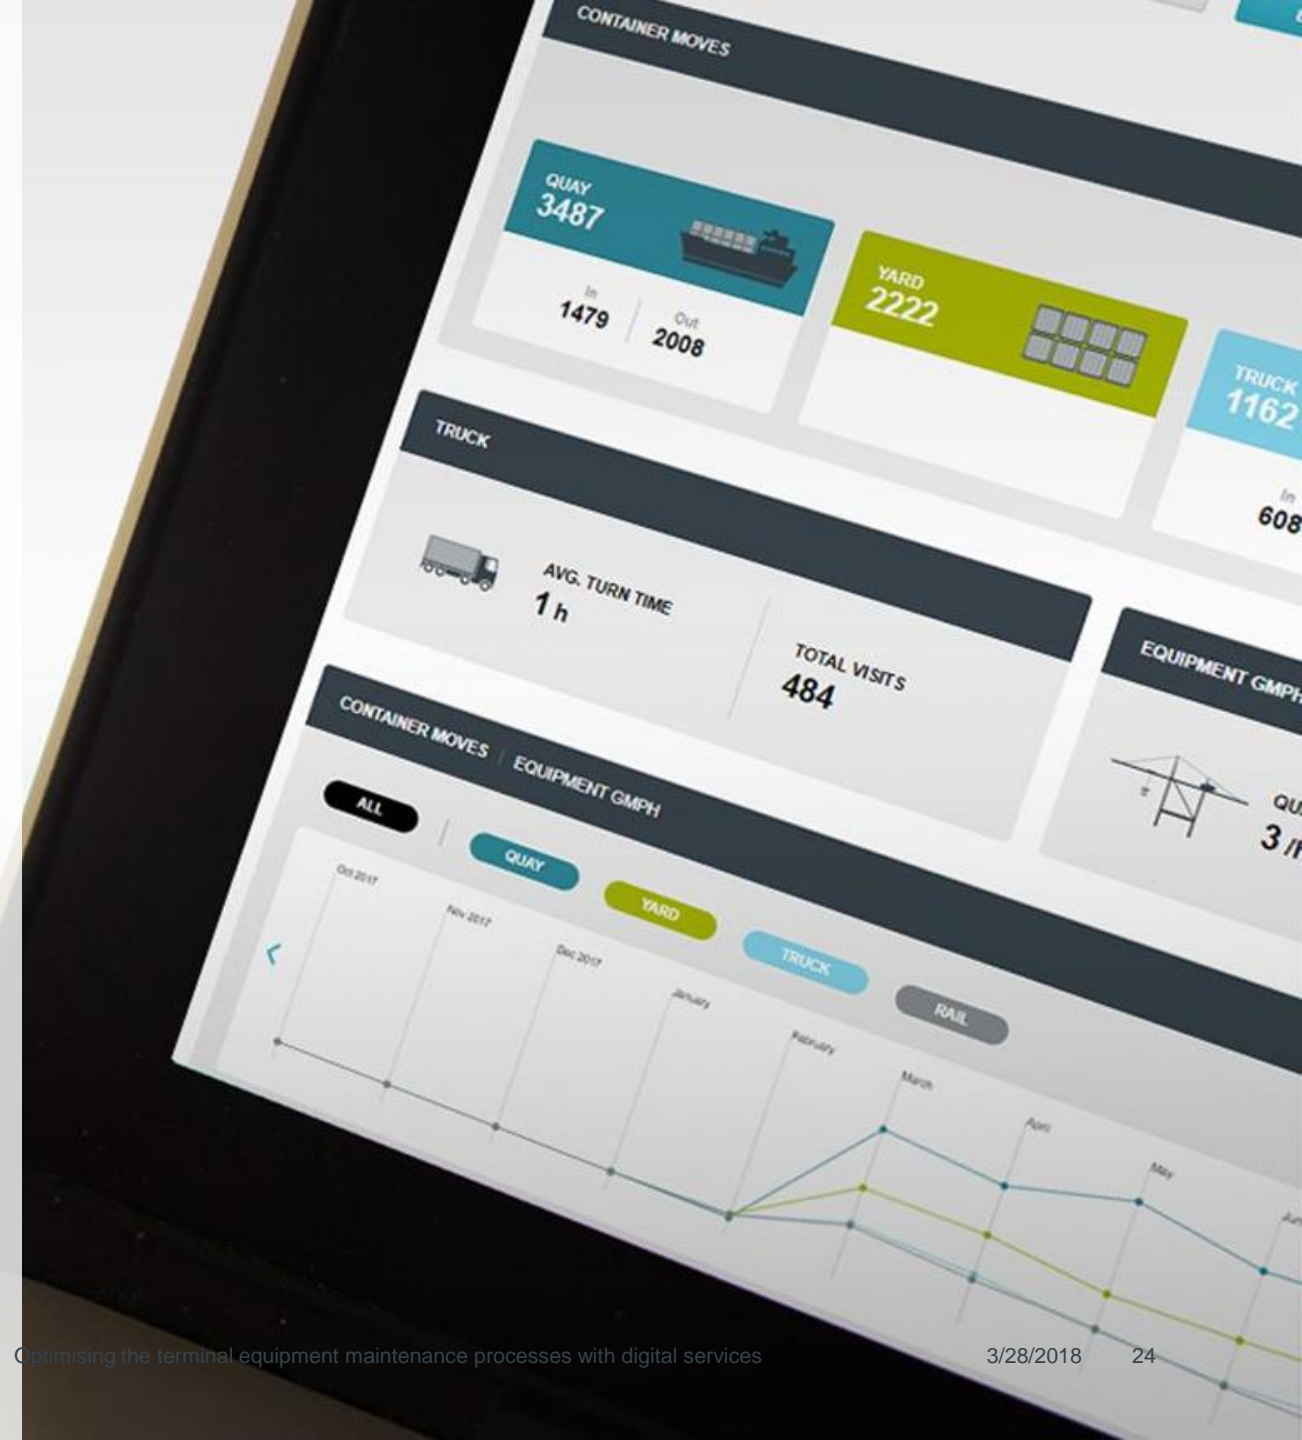 CONTAINER MOVES
QUAY
3487
In
1479
Out
2008
YARD
2222
TRUCK
1162
In
608
TRUCK
AVG. TURN TIME
1 h
TOTAL VISITS
484
EQUIPMENT GMPH
3 /h
CONTAINER MOVES | EQUIPMENT GMPH
ALL
QUAY
YARD
TRUCK
RAIL
Oct 2017
Nov 2017
Dec 2017
January
February
March
April
May
Optimising the terminal equipment maintenance processes with digital services 3/28/2018 24